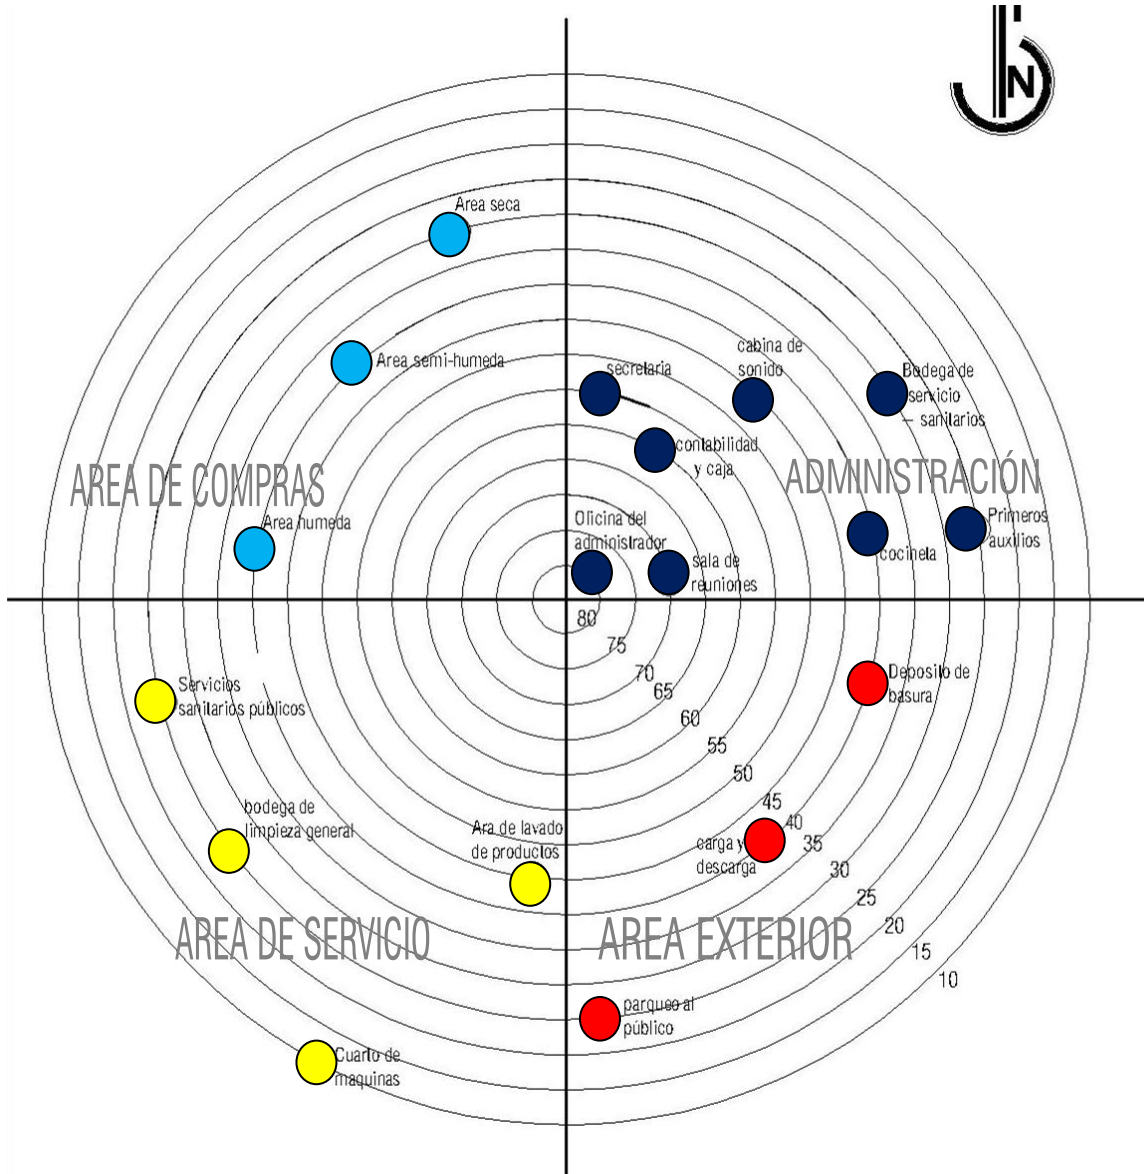 N
Area seca
Area semi-humeda
AREA DE COMPRAS
Area humeda
secretaria
cabina de
sonido
Bodega de
servicio
– sanitarios
contabilidad
y caja
ADMINISTRACIÓN
Oficina del
administrador
sala de
reuniones
cocineta
Primeros
auxilios
80
75
70
65
60
55
50
45
40
35
30
25
20
15
10
Servicios
sanitarios públicos
bodega de
limpieza general
Ara de lavado
de productos
AREA DE SERVICIO
Cuarto de
maquinas
Deposito de
basura
carga y
descarga
AREA EXTERIOR
parqueo al
público